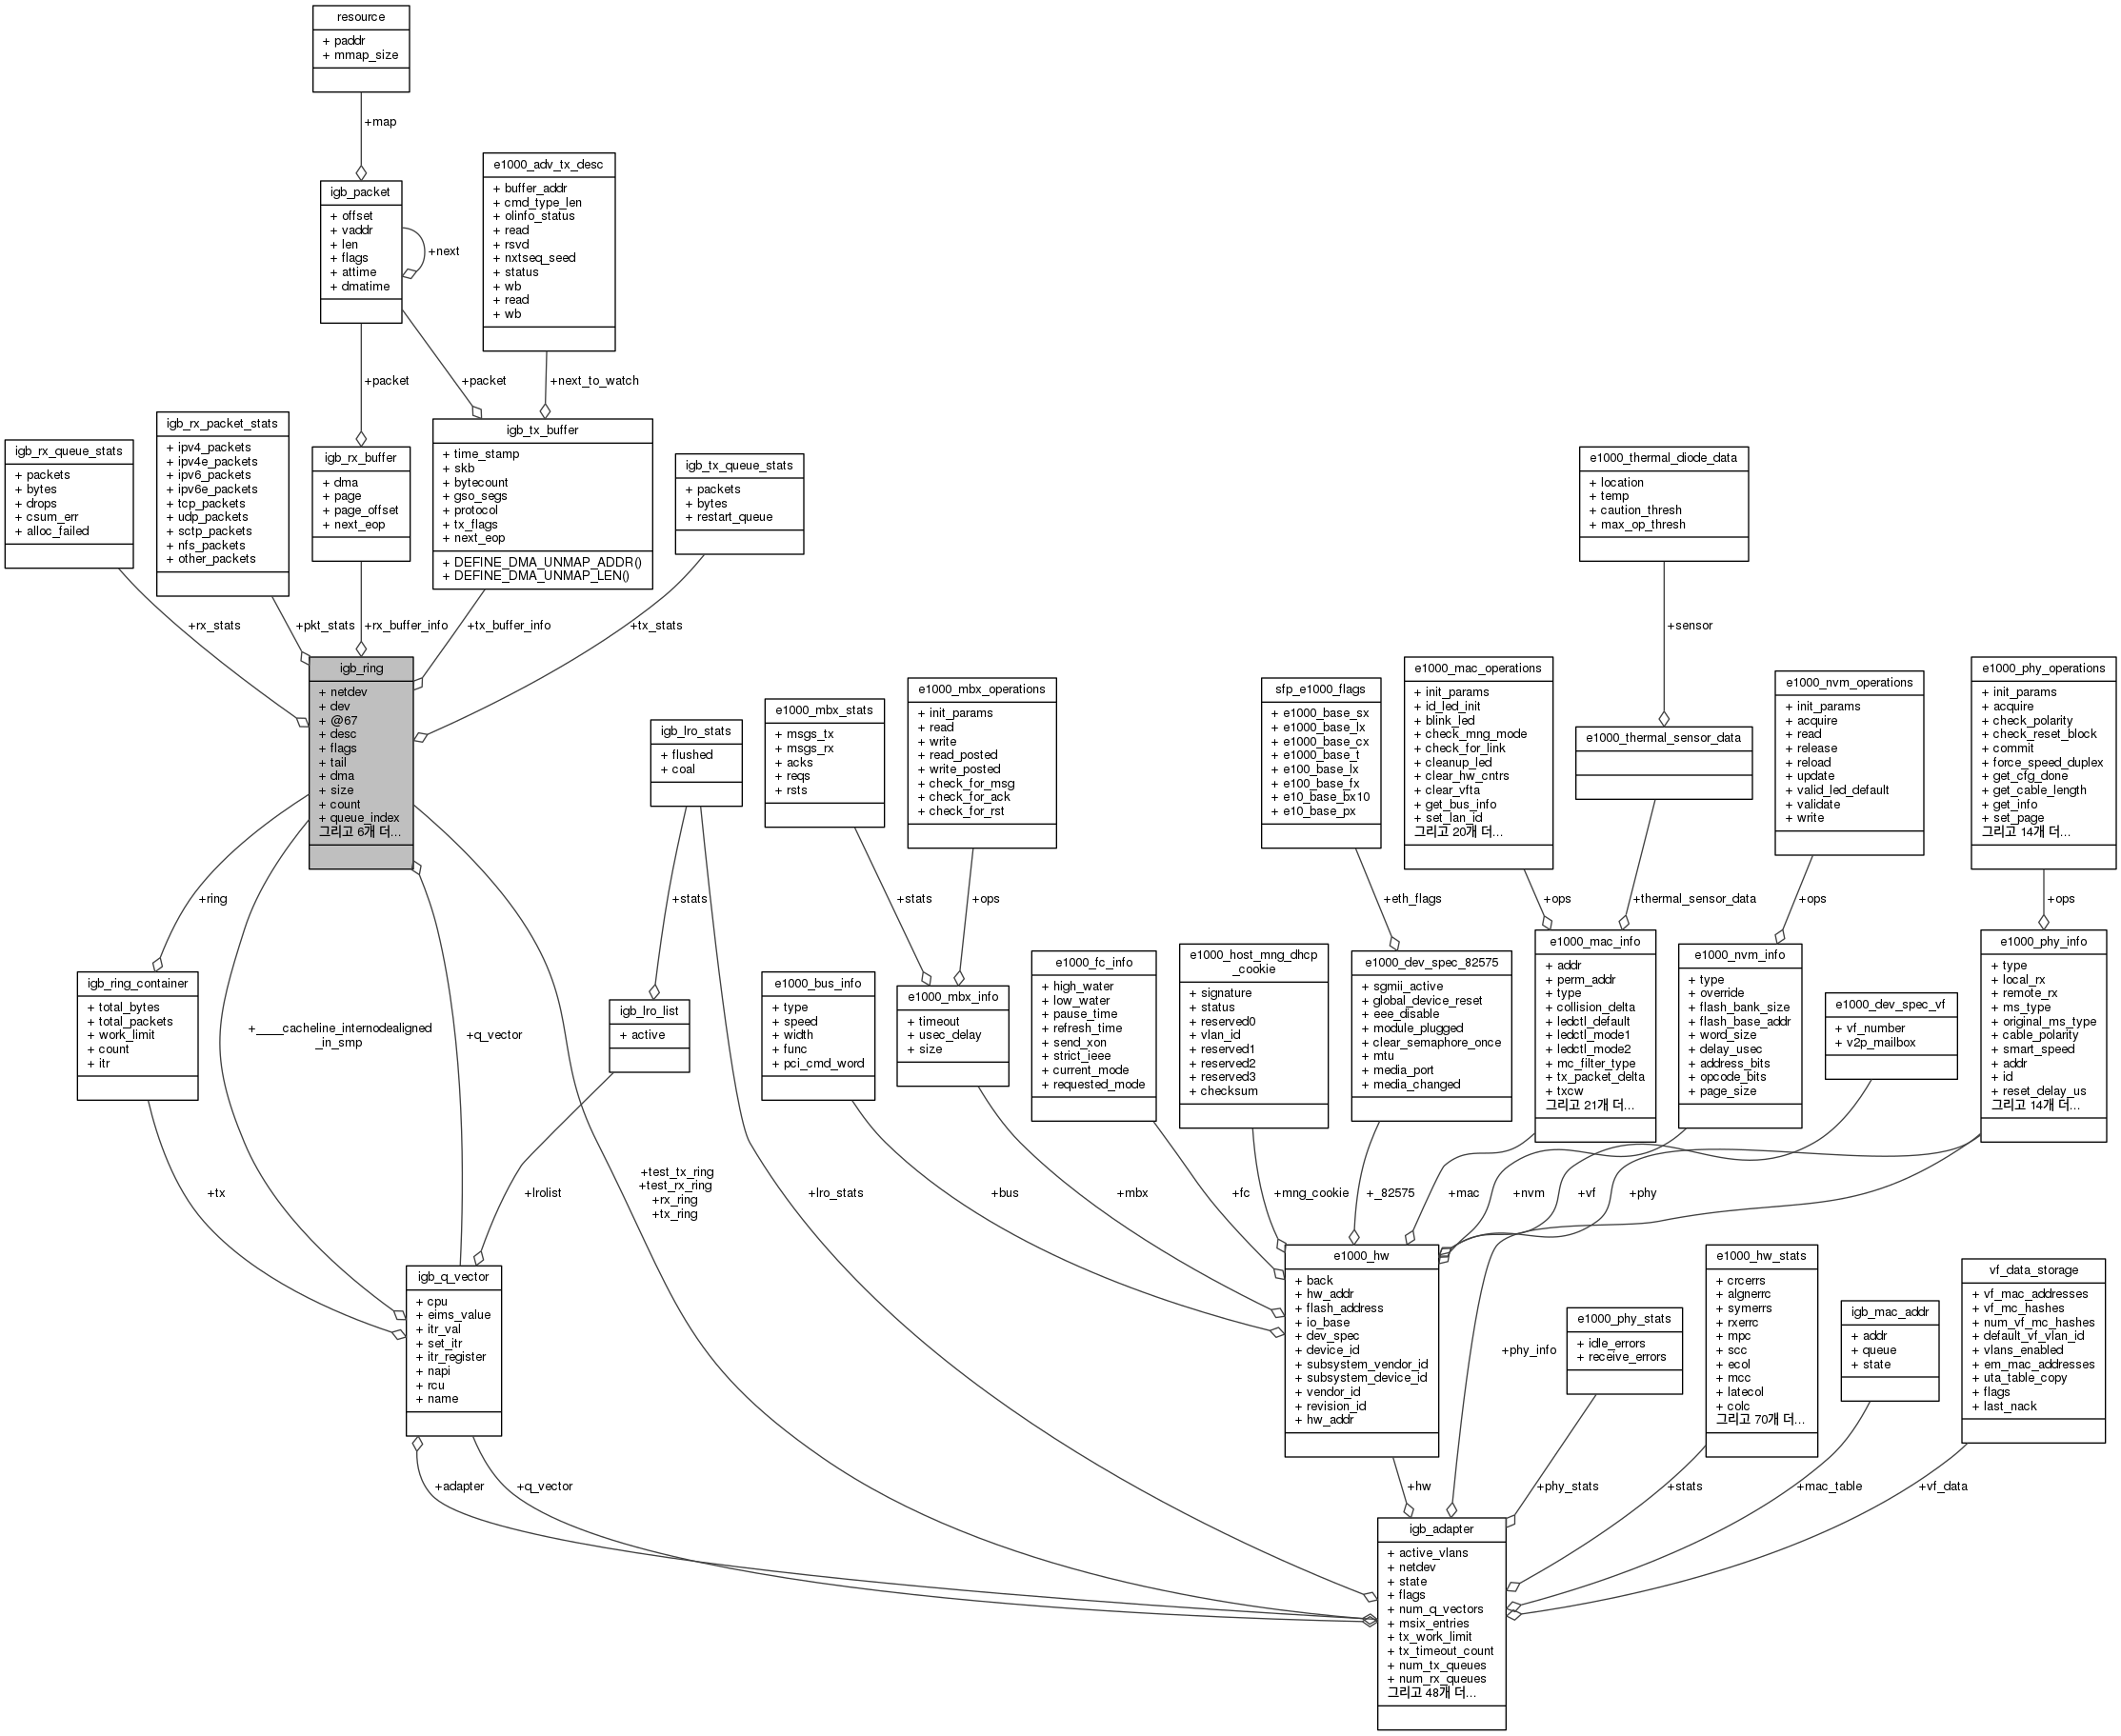 resource
+ paddr
+ mmap_size
+map
igb_packet
+ offset
+ vaddr
+ len
+ flags
+ attime
+ dmatime
+next
e1000_adv_tx_desc
+ buffer_addr
+ cmd_type_len
+ olinfo_status
+ read
+ rsvd
+ nxtseq_seed
+ status
+ wb
+ read
+ wb
+packet
+packet
+next_to_watch
igb_rx_queue_stats
+ packets
+ bytes
+ drops
+ csum_err
+ alloc_failed
igb_rx_packet_stats
+ ipv4_packets
+ ipv4e_packets
+ ipv6_packets
+ ipv6e_packets
+ tcp_packets
+ udp_packets
+ sctp_packets
+ nfs_packets
+ other_packets
igb_rx_buffer
+ dma
+ page
+ page_offset
+ next_eop
igb_tx_buffer
+ time_stamp
+ skb
+ bytecount
+ gso_segs
+ protocol
+ tx_flags
+ next_eop
+ DEFINE_DMA_UNMAP_ADDR()
+ DEFINE_DMA_UNMAP_LEN()
igb_tx_queue_stats
+ packets
+ bytes
+ restart_queue
e1000_thermal_diode_data
+ location
+ temp
+ caution_thresh
+ max_op_thresh
+rx_stats
+pkt_stats
+rx_buffer_info
+tx_buffer_info
+tx_stats
+sensor
igb_ring
+ netdev
+ dev
+ @67
+ desc
+ flags
+ tail
+ dma
+ size
+ count
+ queue_index
그리고 6개 더...
igb_lro_stats
+ flushed
+ coal
e1000_mbx_stats
+ msgs_tx
+ msgs_rx
+ acks
+ reqs
+ rsts
e1000_mbx_operations
+ init_params
+ read
+ write
+ read_posted
+ write_posted
+ check_for_msg
+ check_for_ack
+ check_for_rst
sfp_e1000_flags
+ e1000_base_sx
+ e1000_base_lx
+ e1000_base_cx
+ e1000_base_t
+ e100_base_lx
+ e100_base_fx
+ e10_base_bx10
+ e10_base_px
e1000_mac_operations
+ init_params
+ id_led_init
+ blink_led
+ check_mng_mode
+ check_for_link
+ cleanup_led
+ clear_hw_cntrs
+ clear_vfta
+ get_bus_info
+ set_lan_id
그리고 20개 더...
e1000_thermal_sensor_data
e1000_nvm_operations
+ init_params
+ acquire
+ read
+ release
+ reload
+ update
+ valid_led_default
+ validate
+ write
e1000_phy_operations
+ init_params
+ acquire
+ check_polarity
+ check_reset_block
+ commit
+ force_speed_duplex
+ get_cfg_done
+ get_cable_length
+ get_info
+ set_page
그리고 14개 더...
+ring
+stats
+stats
+ops
+eth_flags
+ops
+thermal_sensor_data
+ops
+ops
igb_ring_container
+ total_bytes
+ total_packets
+ work_limit
+ count
+ itr
+____cacheline_internodealigned
_in_smp
+q_vector
igb_lro_list
+ active
e1000_bus_info
+ type
+ speed
+ width
+ func
+ pci_cmd_word
e1000_mbx_info
+ timeout
+ usec_delay
+ size
e1000_fc_info
+ high_water
+ low_water
+ pause_time
+ refresh_time
+ send_xon
+ strict_ieee
+ current_mode
+ requested_mode
e1000_host_mng_dhcp
_cookie
+ signature
+ status
+ reserved0
+ vlan_id
+ reserved1
+ reserved2
+ reserved3
+ checksum
e1000_dev_spec_82575
+ sgmii_active
+ global_device_reset
+ eee_disable
+ module_plugged
+ clear_semaphore_once
+ mtu
+ media_port
+ media_changed
e1000_mac_info
+ addr
+ perm_addr
+ type
+ collision_delta
+ ledctl_default
+ ledctl_mode1
+ ledctl_mode2
+ mc_filter_type
+ tx_packet_delta
+ txcw
그리고 21개 더...
e1000_nvm_info
+ type
+ override
+ flash_bank_size
+ flash_base_addr
+ word_size
+ delay_usec
+ address_bits
+ opcode_bits
+ page_size
e1000_dev_spec_vf
+ vf_number
+ v2p_mailbox
e1000_phy_info
+ type
+ local_rx
+ remote_rx
+ ms_type
+ original_ms_type
+ cable_polarity
+ smart_speed
+ addr
+ id
+ reset_delay_us
그리고 14개 더...
+tx
+lrolist
+test_tx_ring
+test_rx_ring
+rx_ring
+tx_ring
+lro_stats
+bus
+mbx
+fc
+mng_cookie
+_82575
+mac
+nvm
+vf
+phy
igb_q_vector
+ cpu
+ eims_value
+ itr_val
+ set_itr
+ itr_register
+ napi
+ rcu
+ name
e1000_hw
+ back
+ hw_addr
+ flash_address
+ io_base
+ dev_spec
+ device_id
+ subsystem_vendor_id
+ subsystem_device_id
+ vendor_id
+ revision_id
+ hw_addr
+phy_info
e1000_phy_stats
+ idle_errors
+ receive_errors
e1000_hw_stats
+ crcerrs
+ algnerrc
+ symerrs
+ rxerrc
+ mpc
+ scc
+ ecol
+ mcc
+ latecol
+ colc
그리고 70개 더...
igb_mac_addr
+ addr
+ queue
+ state
vf_data_storage
+ vf_mac_addresses
+ vf_mc_hashes
+ num_vf_mc_hashes
+ default_vf_vlan_id
+ vlans_enabled
+ em_mac_addresses
+ uta_table_copy
+ flags
+ last_nack
+adapter
+q_vector
+hw
+phy_stats
+stats
+mac_table
+vf_data
igb_adapter
+ active_vlans
+ netdev
+ state
+ flags
+ num_q_vectors
+ msix_entries
+ tx_work_limit
+ tx_timeout_count
+ num_tx_queues
+ num_rx_queues
그리고 48개 더...